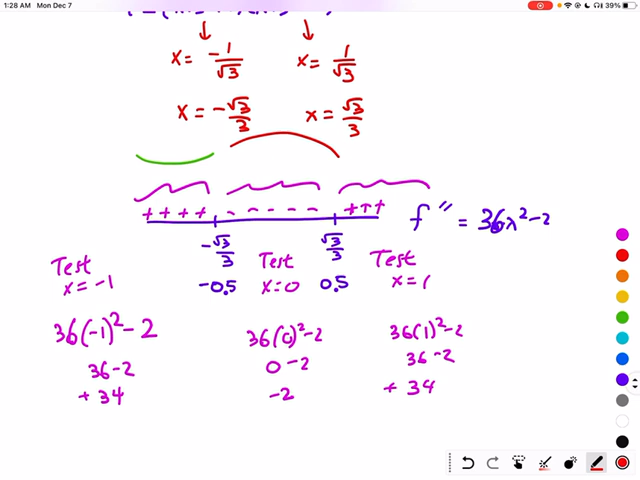 1:28 AM Mon Dec 7
39%
x = -1/√3 x = 1/√3
x = -√3/3 x = √3/3
+ + + + - - - - - + + +
f'' = 36x² - 2
-√3/3 √3/3
-0.5 0.5
Test x = -1
Test x = 0
Test x = 1
36(-1)² - 2
36 - 2
+ 34
36(0)² - 2
0 - 2
-2
36(1)² - 2
36 - 2
+ 34